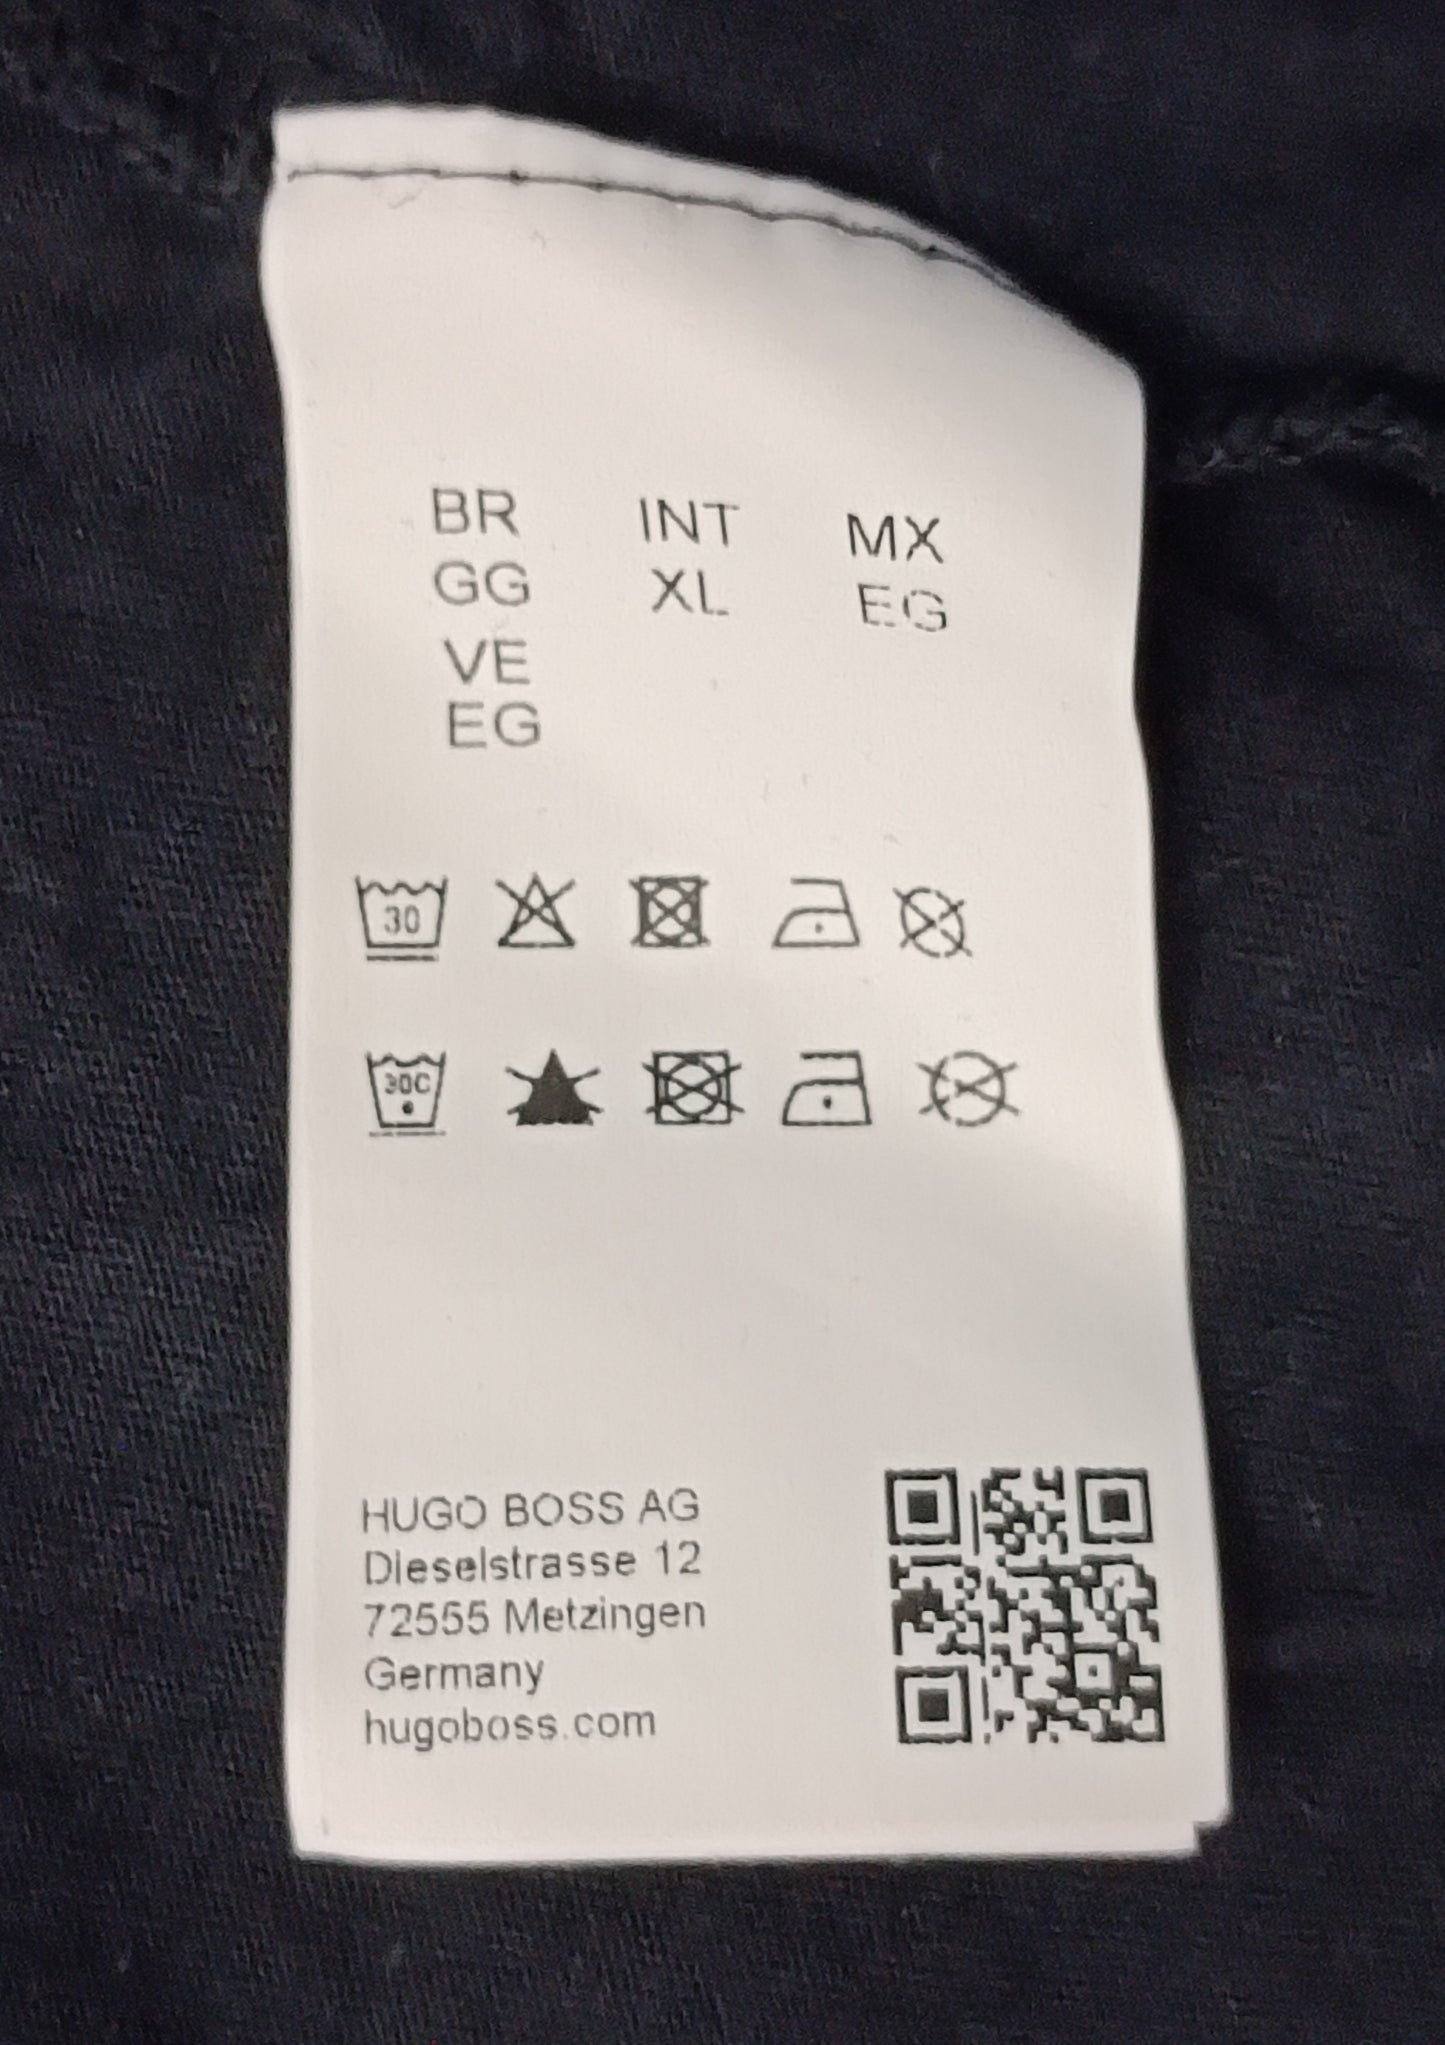 BR INT MX
GG XL EG
VE
EG
30
30C
HUGO BOSS AG
Dieselstrasse 12
72555 Metzingen
Germany
hugoboss.com